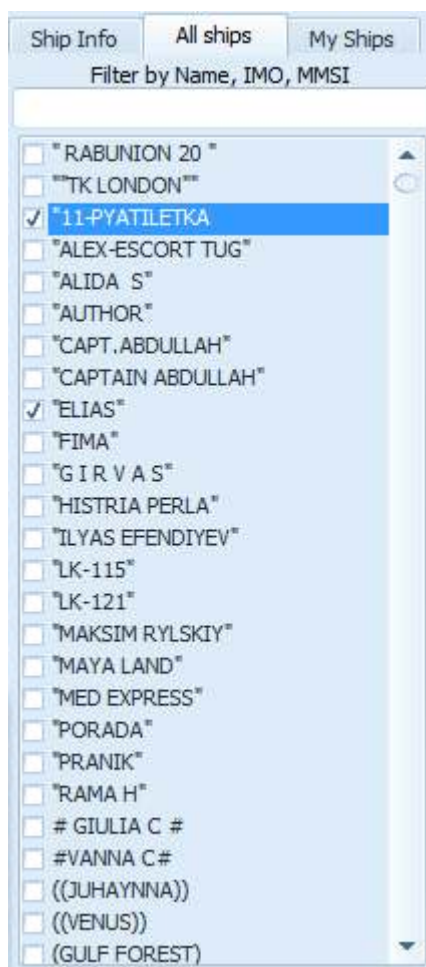 Ship Info All ships My Ships
Filter by Name, IMO, MMSI
" RABUNION 20 "
""TK LONDON""
"11-PYATILETKA
"ALEX-ESCORT TUG"
"ALIDA  S"
"AUTHOR"
"CAPT.ABDULLAH"
"CAPTAIN ABDULLAH"
"ELIAS"
"FIMA"
"G I R V A S"
"HISTRIA PERLA"
"ILYAS EFENDIYEV"
"LK-115"
"LK-121"
"MAKSIM RYLSKIY"
"MAYA LAND"
"MED EXPRESS"
"PORADA"
"PRANIK"
"RAMA H"
# GIULIA C #
#VANNA C#
((JUHAYNNA))
((VENUS))
(GULF FOREST)